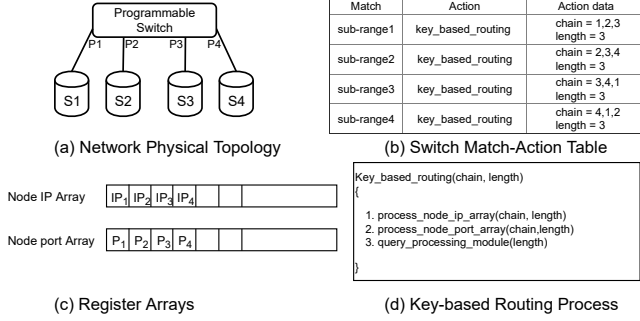 Programmable
Switch
P1 P2 P3 P4
S1 S2 S3 S4
(a) Network Physical Topology
Match Action Action data
sub-range1 key_based_routing chain = 1,2,3
length = 3
sub-range2 key_based_routing chain = 2,3,4
length = 3
sub-range3 key_based_routing chain = 3,4,1
length = 3
sub-range4 key_based_routing chain = 4,1,2
length = 3
(b) Switch Match-Action Table
Node IP Array IP1 IP2 IP3 IP4
Node port Array P1 P2 P3 P4
(c) Register Arrays
Key_based_routing(chain, length)
{
1. process_node_ip_array(chain, length)
2. process_node_port_array(chain,length)
3. query_processing_module(length)
}
(d) Key-based Routing Process